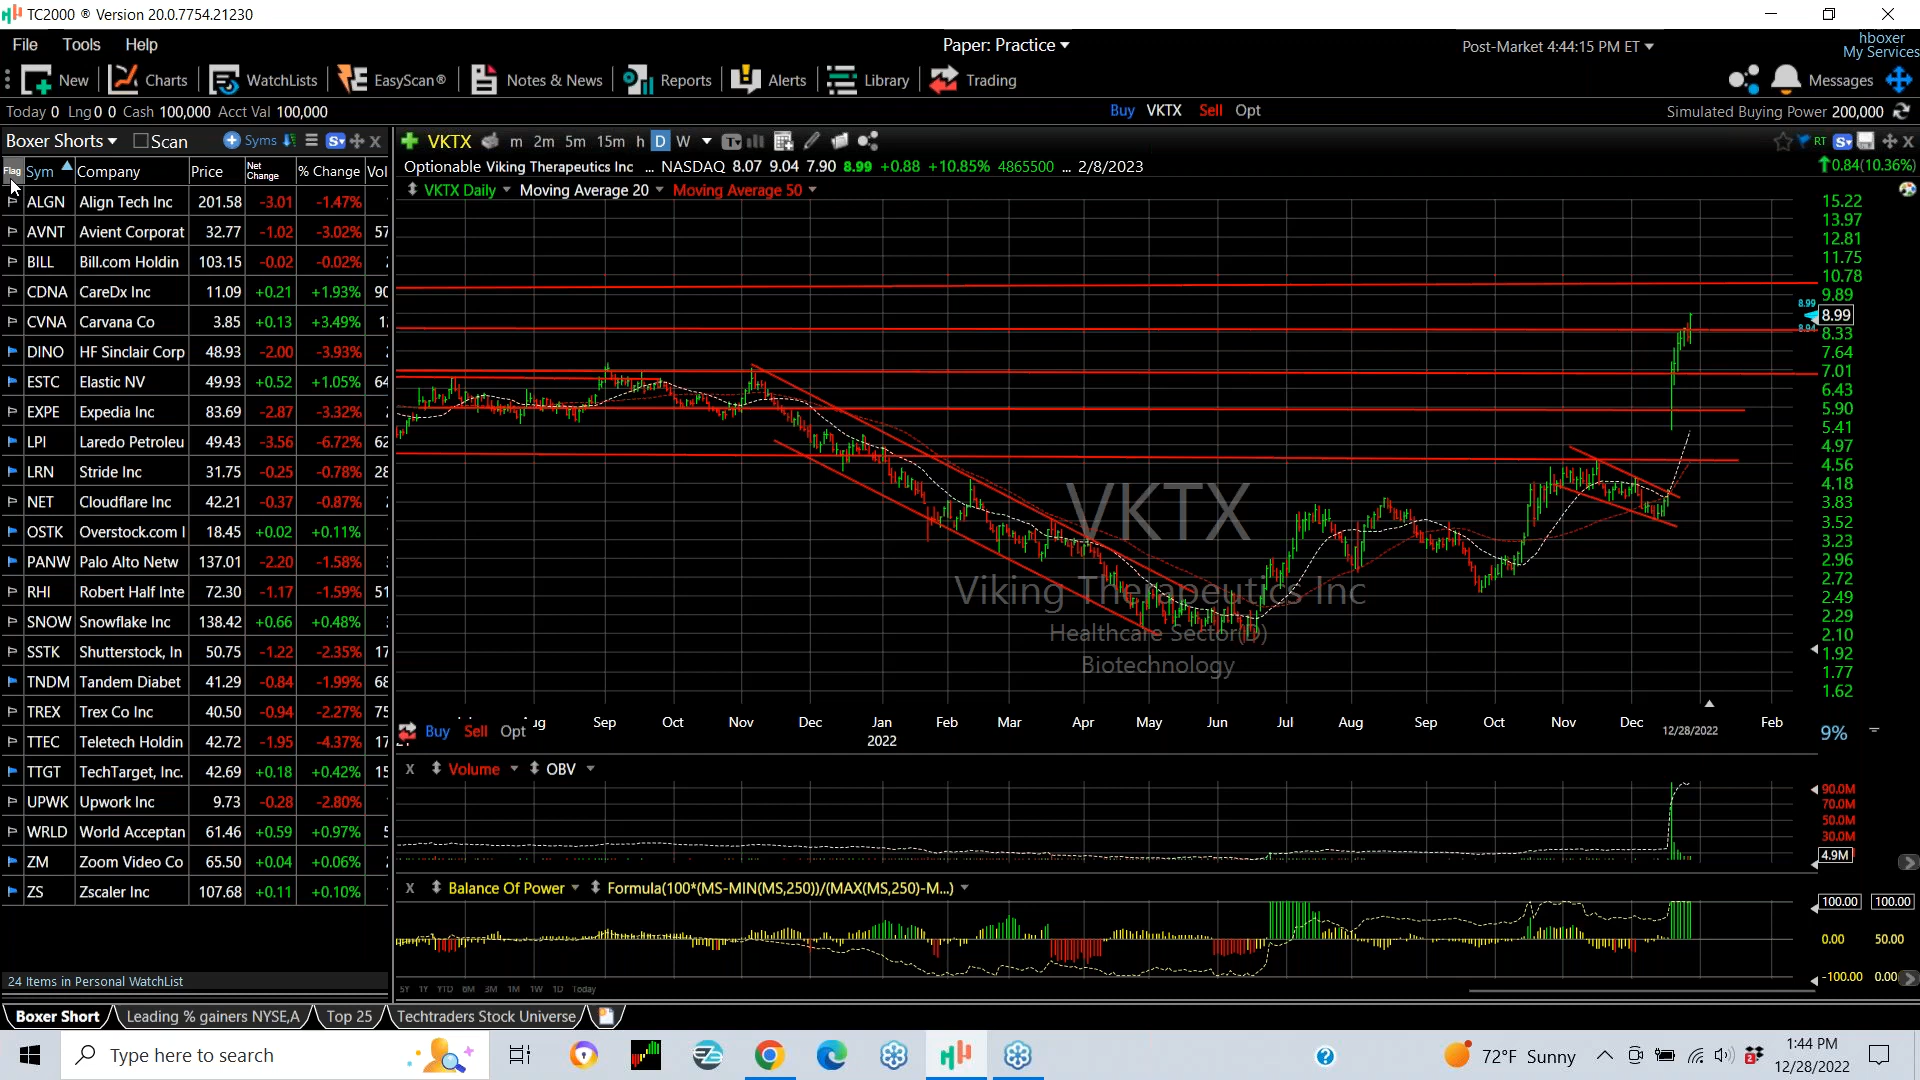 TC2000 ® Version 20.0.7754.21230
File Tools Help
Paper: Practice
Post-Market 4:44:15 PM ET
hboxer
My Services
New Charts WatchLists EasyScan® Notes & News Reports Alerts Library Trading
Messages
Today 0 Lng 0 0 Cash 100,000 Acct Val 100,000
Buy VKTX Sell Opt
Simulated Buying Power 200,000
Boxer Shorts Scan Syms S
VKTX m 2m 5m 15m h D W
RT S
Flag Sym Company Price Net Change % Change Vol
Optionable Viking Therapeutics Inc ... NASDAQ 8.07 9.04 7.90 8.99 +0.88 +10.85% 4865500 ... 2/8/2023
0.84(10.36%)
VKTX Daily Moving Average 20 Moving Average 50
ALGN Align Tech Inc 201.58 -3.01 -1.47%
AVNT Avient Corporat 32.77 -1.02 -3.02% 57
BILL Bill.com Holdin 103.15 -0.02 -0.02%
CDNA CareDx Inc 11.09 +0.21 +1.93% 90
CVNA Carvana Co 3.85 +0.13 +3.49%
DINO HF Sinclair Corp 48.93 -2.00 -3.93%
ESTC Elastic NV 49.93 +0.52 +1.05% 64
EXPE Expedia Inc 83.69 -2.87 -3.32%
LPI Laredo Petroleu 49.43 -3.56 -6.72% 62
LRN Stride Inc 31.75 -0.25 -0.78% 28
NET Cloudflare Inc 42.21 -0.37 -0.87%
OSTK Overstock.com I 18.45 +0.02 +0.11%
PANW Palo Alto Netw 137.01 -2.20 -1.58%
RHI Robert Half Inte 72.30 -1.17 -1.59% 51
SNOW Snowflake Inc 138.42 +0.66 +0.48%
SSTK Shutterstock, In 50.75 -1.22 -2.35% 17
TNDM Tandem Diabet 41.29 -0.84 -1.99% 68
TREX Trex Co Inc 40.50 -0.94 -2.27% 75
TTEC Teletech Holdin 42.72 -1.95 -4.37% 17
TTGT TechTarget, Inc. 42.69 +0.18 +0.42% 15
UPWK Upwork Inc 9.73 -0.28 -2.80%
WRLD World Acceptan 61.46 +0.59 +0.97%
ZM Zoom Video Co 65.50 +0.04 +0.06%
ZS Zscaler Inc 107.68 +0.11 +0.10%
24 Items in Personal WatchList
15.22
13.97
12.81
11.75
10.78
9.89
8.99 8.99
8.94 8.33
7.64
7.01
6.43
5.90
5.41
4.97
4.56
4.18
3.83
3.52
3.23
2.96
2.72
2.49
2.29
2.10
1.92
1.77
1.62
VKTX
Viking Therapeutics Inc
Healthcare Sector(D)
Biotechnology
Buy Sell Opt
ug Sep Oct Nov Dec Jan Feb Mar Apr May Jun Jul Aug Sep Oct Nov Dec 12/28/2022 Feb
2022
9%
X Volume OBV
90.0M
70.0M
50.0M
30.0M
4.9M
X Balance Of Power Formula(100*(MS-MIN(MS,250))/(MAX(MS,250)-M...)
100.00 100.00
0.00 50.00
-100.00 0.00
5Y 1Y YTD 6M 3M 1M 1W 1D Today
Boxer Short Leading % gainers NYSE,A Top 25 Techtraders Stock Universe
Type here to search
72°F Sunny
1:44 PM
12/28/2022